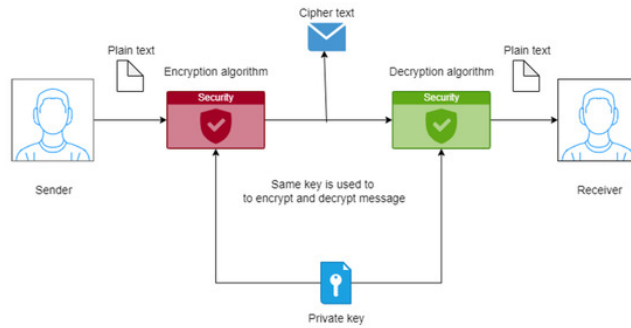 Cipher text
Plain text
Plain text
Encryption algorithm
Decryption algorithm
Security
Security
Sender
Same key is used to
to encrypt and decrypt message
Receiver
Private key